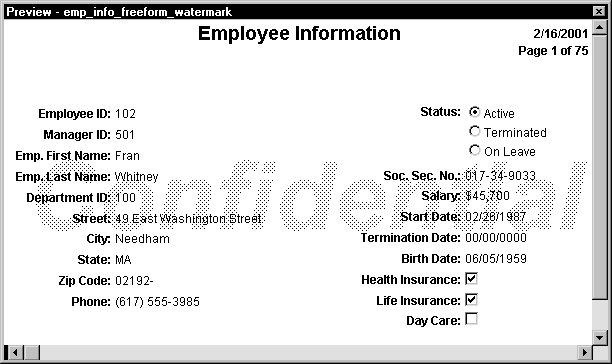 Preview - emp_info_freeform_watermark
Employee Information
2/16/2001
Page 1 of 75
Employee ID: 102
Manager ID: 501
Emp. First Name: Fran
Emp. Last Name: Whitney
Department ID: 100
Street: 49 East Washington Street
City: Needham
State: MA
Zip Code: 02192-
Phone: (617) 555-3985
Status: Active
Terminated
On Leave
Soc. Sec. No.: 017-34-9033
Salary: $45,700
Start Date: 02/26/1987
Termination Date: 00/00/0000
Birth Date: 06/05/1959
Health Insurance:
Life Insurance:
Day Care:
Confidential